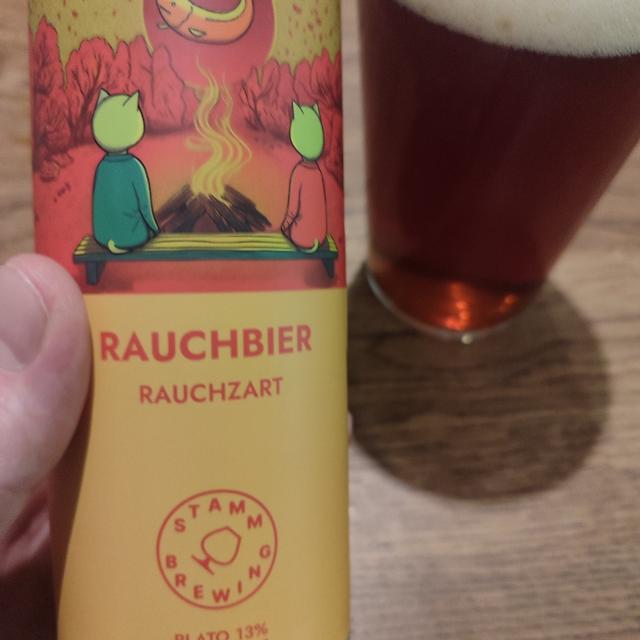 RAUCHBIER
RAUCHZART
STAMM
BREWING
PLATO 13%